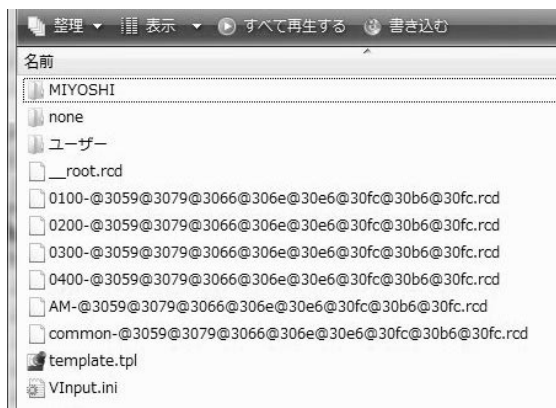 整理 表示 すべて再生する 書き込む
名前
MIYOSHI
none
ユーザー
__root.rcd
0100-@3059@3079@3066@306e@30e6@30fc@30b6@30fc.rcd
0200-@3059@3079@3066@306e@30e6@30fc@30b6@30fc.rcd
0300-@3059@3079@3066@306e@30e6@30fc@30b6@30fc.rcd
0400-@3059@3079@3066@306e@30e6@30fc@30b6@30fc.rcd
AM-@3059@3079@3066@306e@30e6@30fc@30b6@30fc.rcd
common-@3059@3079@3066@306e@30e6@30fc@30b6@30fc.rcd
template.tpl
VInput.ini